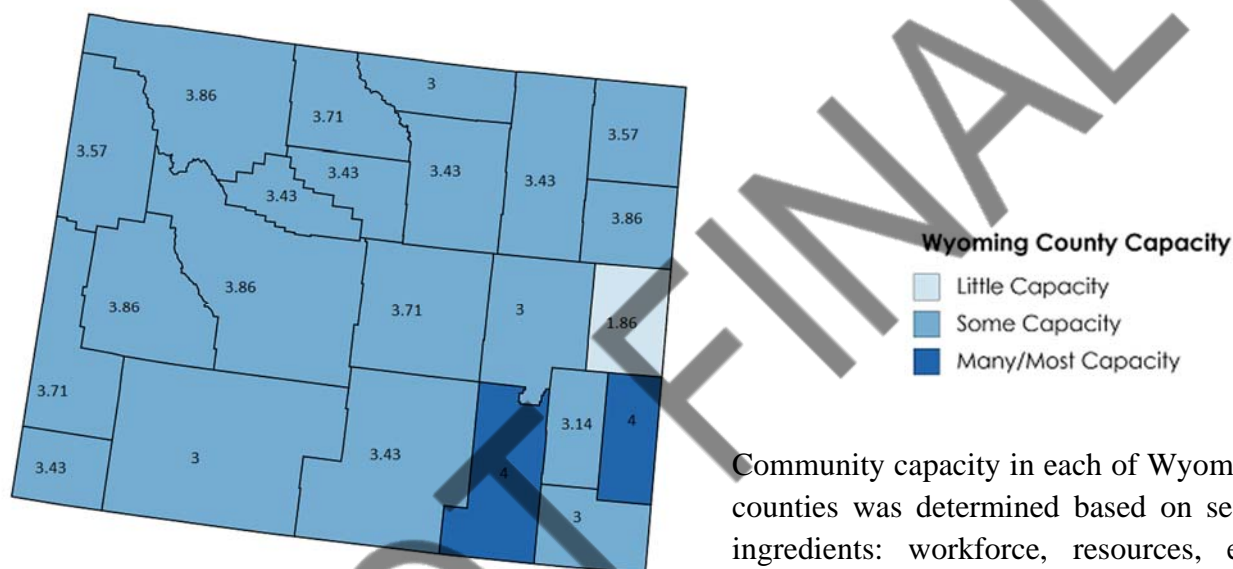 3.86
3
3.71
3.57
3.57
3.43
3.43
3.43
3.43
3.86
3.86
3.86
3.71
3
1.86
3.71
3.14
4
3.43
3
3.43
4
3
Wyoming County Capacity
Little Capacity
Some Capacity
Many/Most Capacity
Community capacity in each of
counties was determined based on
ingredients: workforce, resources,
FINAL